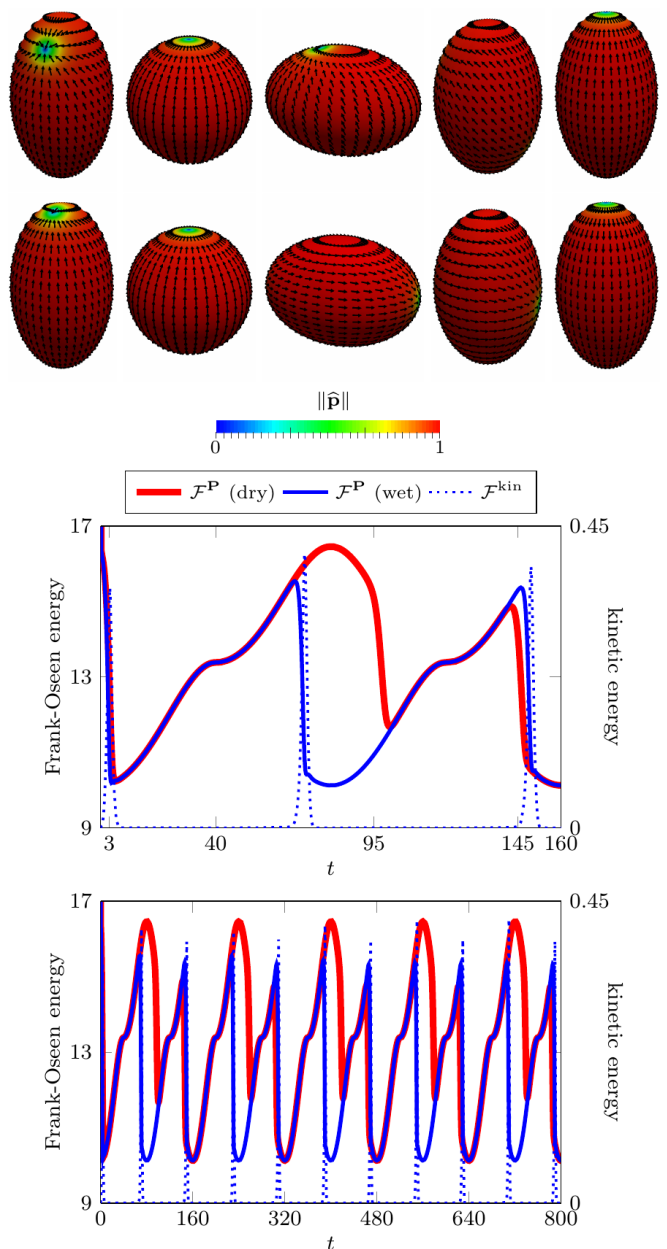 ‖p̂‖
0 1
F^P (dry) F^P (wet) F^kin
17 0.45
13
9 0
Frank-Oseen energy
kinetic energy
3 40 95 145 160
t
17 0.45
13
9 0
Frank-Oseen energy
kinetic energy
0 160 320 480 640 800
t